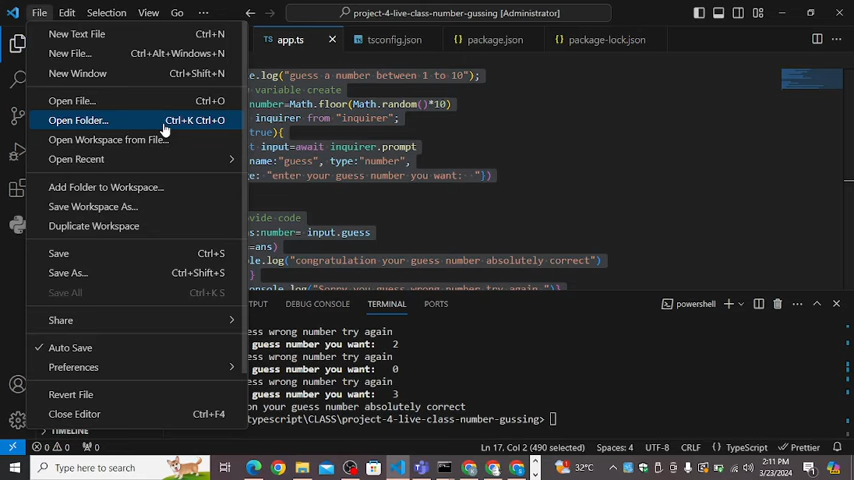 File Edit Selection View Go ··· project-4-live-class-number-gussing [Administrator]
app.ts tsconfig.json package.json package-lock.json
New Text File Ctrl+N
New File... Ctrl+Alt+Windows+N
New Window Ctrl+Shift+N
Open File... Ctrl+O
Open Folder... Ctrl+K Ctrl+O
Open Workspace from File...
Open Recent
Add Folder to Workspace...
Save Workspace As...
Duplicate Workspace
Save Ctrl+S
Save As... Ctrl+Shift+S
Save All Ctrl+K S
Share
Auto Save
Preferences
Revert File
Close Editor Ctrl+F4
TIMELINE
e.log("guess a number between 1 to 10");
variable create
number=Math.floor(Math.random()*10)
inquirer from "inquirer";
true){
t input=await inquirer.prompt
name:"guess", type:"number",
e: "enter your guess number you want: "})
vide code
s:number= input.guess
=ans)
le.log("congratulation your guess number absolutely correct")
}
console.log("Sorry you guess wrong number try again ")}
TPUT DEBUG CONSOLE TERMINAL PORTS powershell
ess wrong number try again
guess number you want: 2
ess wrong number try again
guess number you want: 0
ess wrong number try again
guess number you want: 3
on your guess number absolutely correct
typescript\CLASS\project-4-live-class-number-gussing>
0 0 0 Ln 17, Col 2 (490 selected) Spaces: 4 UTF-8 CRLF {} TypeScript Prettier
Type here to search 32°C 2:11 PM
3/23/2024